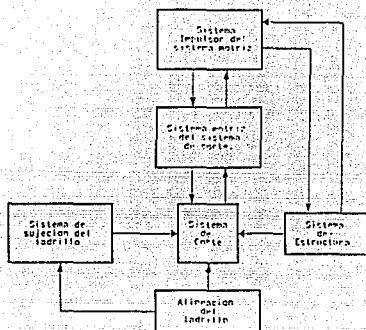 Sistema
Impulsor del
sistema motriz
Sistema motriz
del sistema
de corte.
Sistema de
sujecion del
ladrillo
Sistema
de
Corte
Sistema
de
Estructura
Alineacion
del
ladrillo